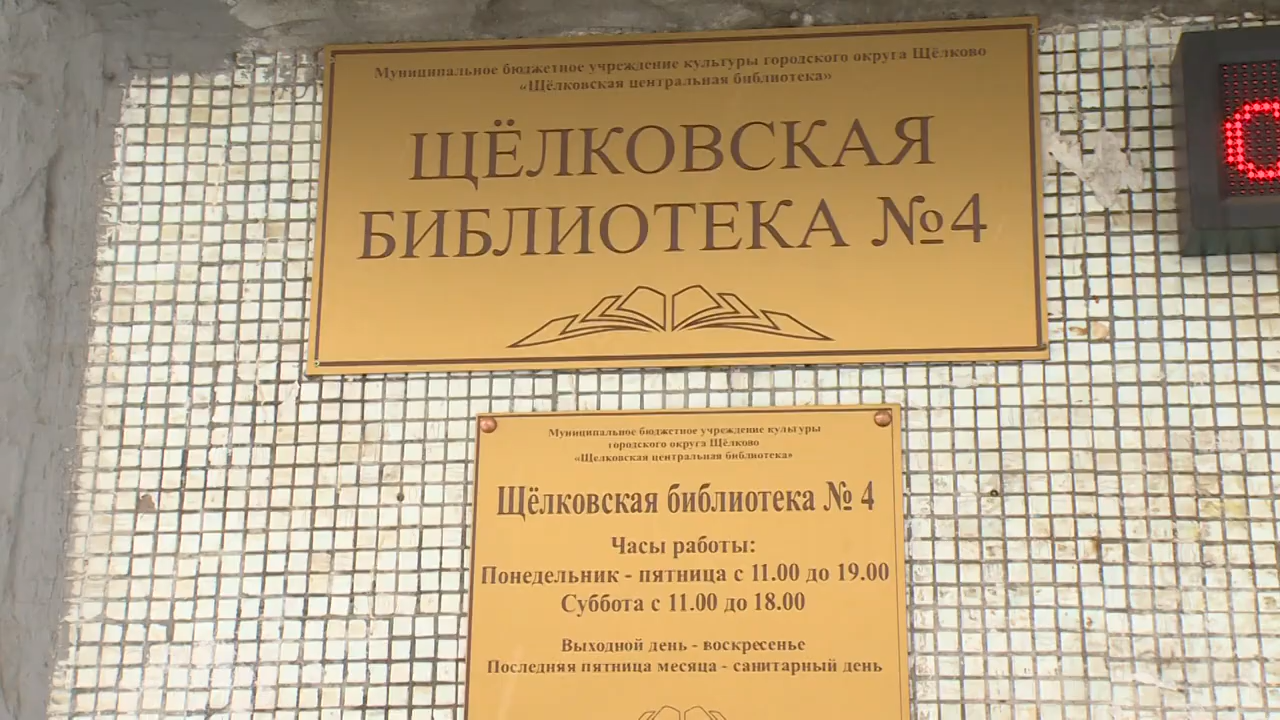 Муниципальное бюджетное учреждение культуры городского округа Щёлково
«Щёлковская центральная библиотека»
ЩЁЛКОВСКАЯ
БИБЛИОТЕКА №4
Муниципальное бюджетное учреждение культуры
городского округа Щёлково
«Щелковская центральная библиотека»
Щёлковская библиотека № 4
Часы работы:
Понедельник - пятница с 11.00 до 19.00
Суббота с 11.00 до 18.00
Выходной день - воскресенье
Последняя пятница месяца - санитарный день